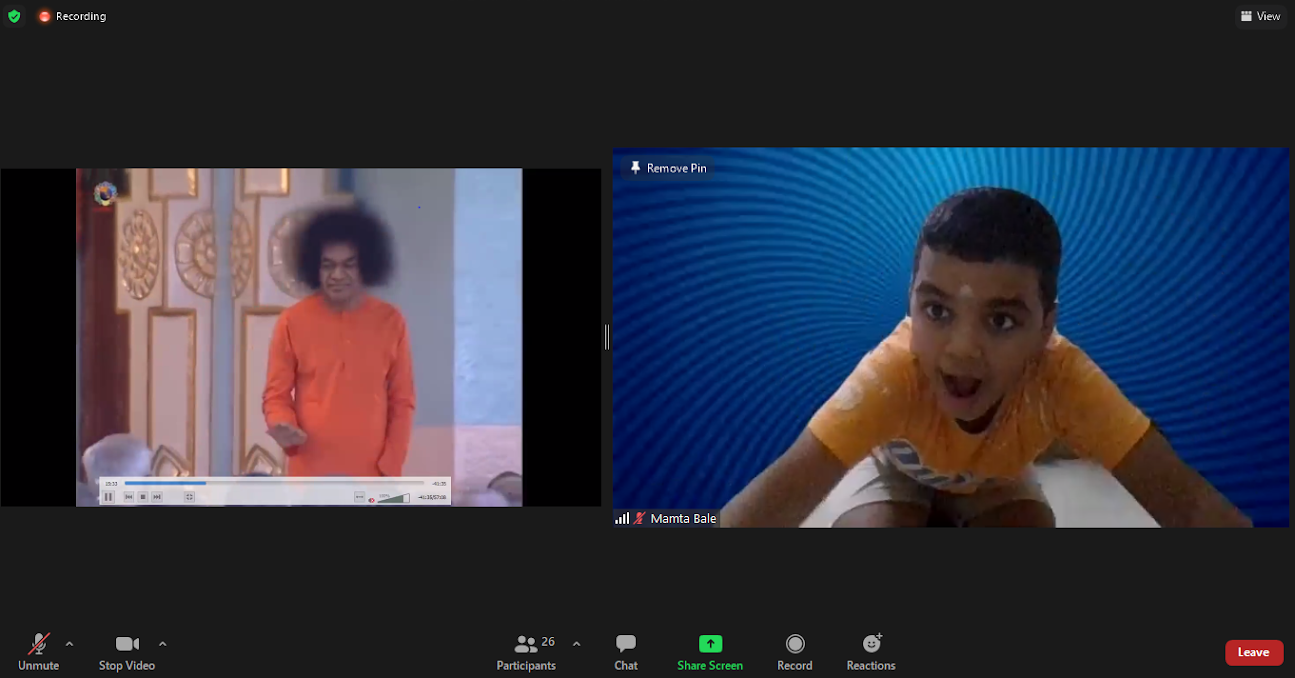 Recording
View
Remove Pin
Mamta Bale
26
Unmute
Stop Video
Participants
Chat
Share Screen
Record
Reactions
Leave